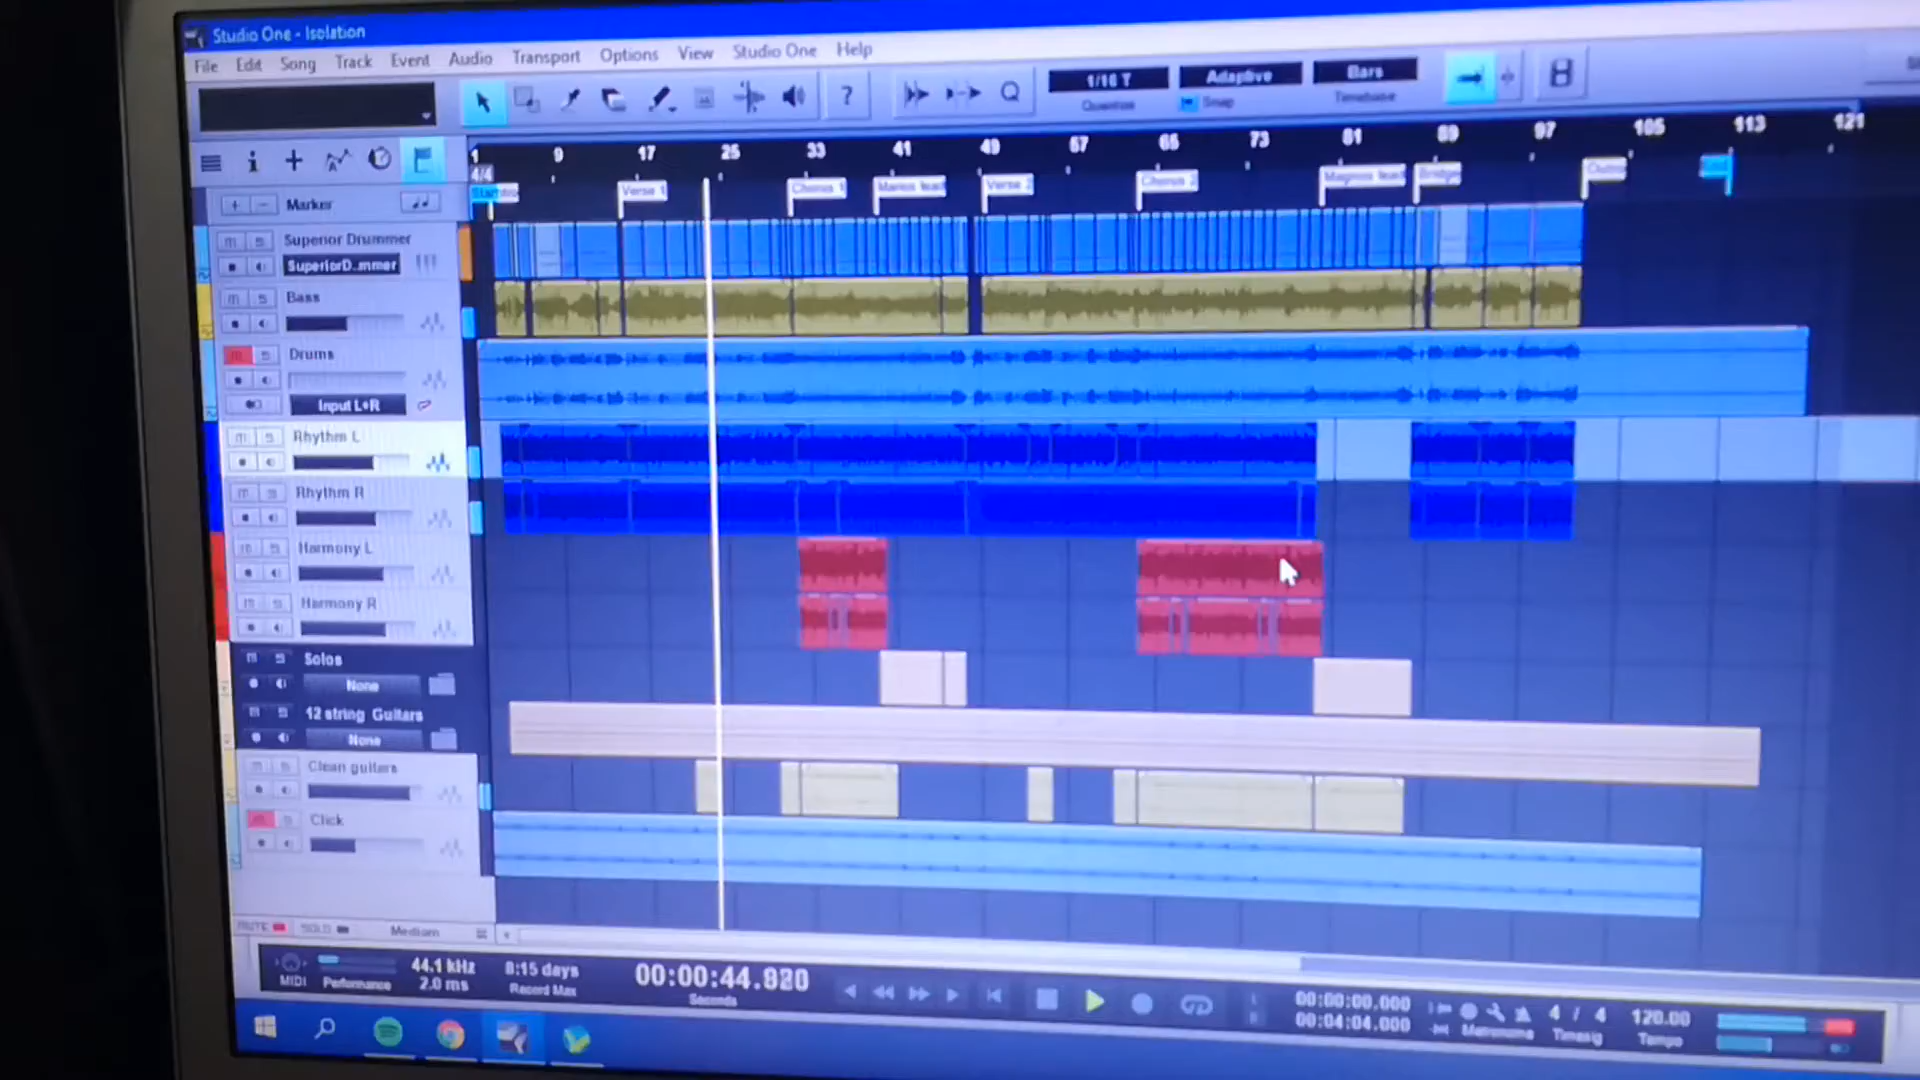 Studio One - Isolation
File Edit Song Track Event Audio Transport Options View Studio One Help
?
Q
1/16 T
Quantize
Adaptive
Snap
Bars
Timebase
1 9 17 25 33 41 49 57 65 73 81 89 97 105 113 121
4/4
Verse 1
Chorus 1
Marios lead
Verse 2
Chorus 2
Magnus lead
Bridge
Marker
Superior Drummer
SuperiorD..mmer
Bass
Drums
Input L+R
Rhythm L
Rhythm R
Harmony L
Harmony R
Solos
None
12 string Guitars
None
Clean guitars
Click
MUTE SOLO Medium
MIDI
Performance
44.1 kHz
2.0 ms
8:15 days
Record Max
00:00:44.920
Seconds
00:00:00.000
00:04:04.000
Metronome
4 / 4
Timesig
120.00
Tempo